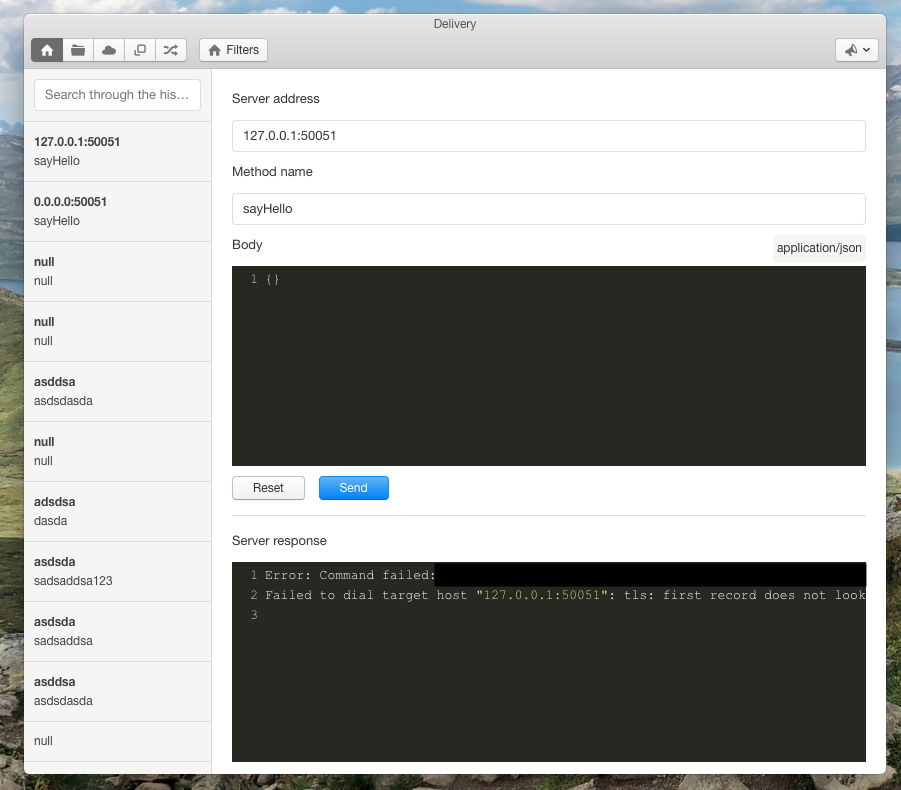 Delivery
Filters
Search through the his…
127.0.0.1:50051
sayHello
0.0.0.0:50051
sayHello
null
null
null
null
asddsa
asdsdasda
null
null
adsdsa
dasda
asdsda
sadsaddsa123
asdsda
sadsaddsa
asddsa
asdsdasda
null
Server address
127.0.0.1:50051
Method name
sayHello
Body
application/json
1 {}
Reset
Send
Server response
1 Error: Command failed:
2 Failed to dial target host "127.0.0.1:50051": tls: first record does not look
3